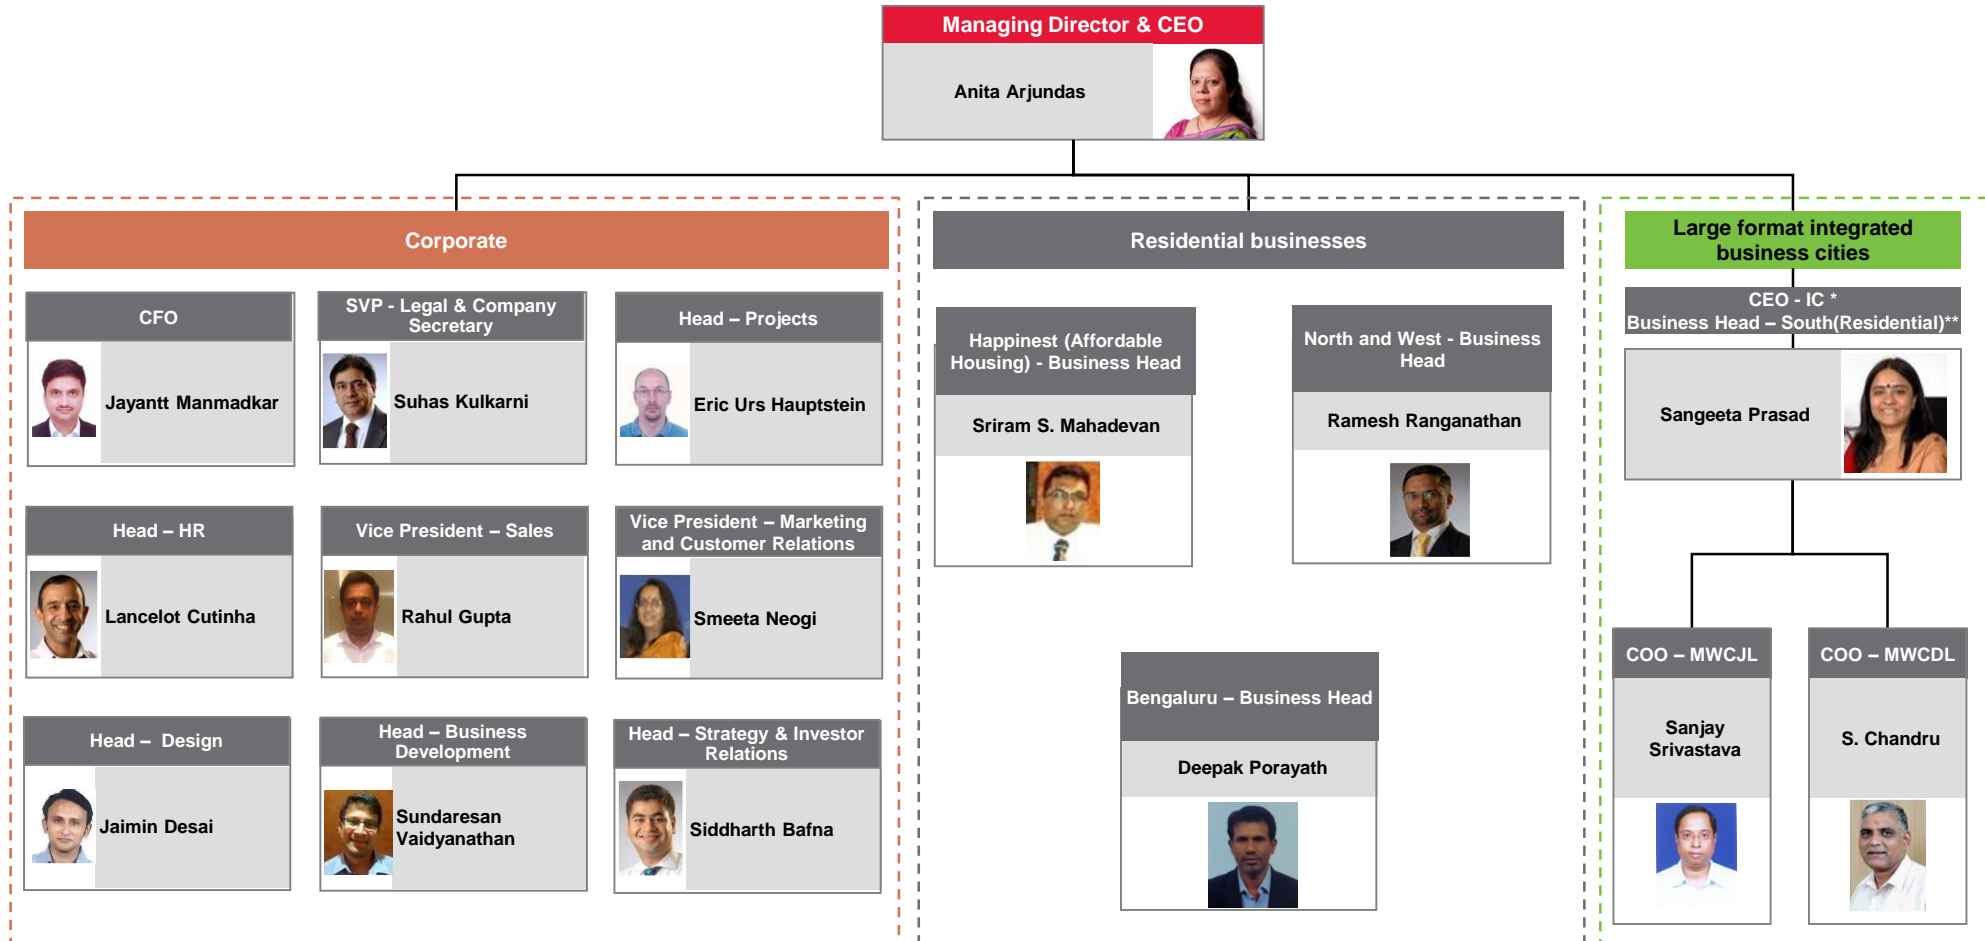 Managing Director & CEO
Anita Arjundas
Corporate
CFO
Jayantt Manmadkar
SVP - Legal & Company
Secretary
Suhas Kulkarni
Head – Projects
Eric Urs Hauptstein
Head – HR
Lancelot Cutinha
Vice President – Sales
Rahul Gupta
Vice President – Marketing
and Customer Relations
Smeeta Neogi
Head – Design
Jaimin Desai
Head – Business
Development
Sundaresan
Vaidyanathan
Head – Strategy & Investor
Relations
Siddharth Bafna
Residential businesses
Happinest (Affordable
Housing) - Business Head
Sriram S. Mahadevan
North and West - Business
Head
Ramesh Ranganathan
Bengaluru – Business Head
Deepak Porayath
Large format integrated
business cities
CEO - IC *
Business Head – South(Residential)**
Sangeeta Prasad
COO – MWCJL
Sanjay
Srivastava
COO – MWCDL
S. Chandru